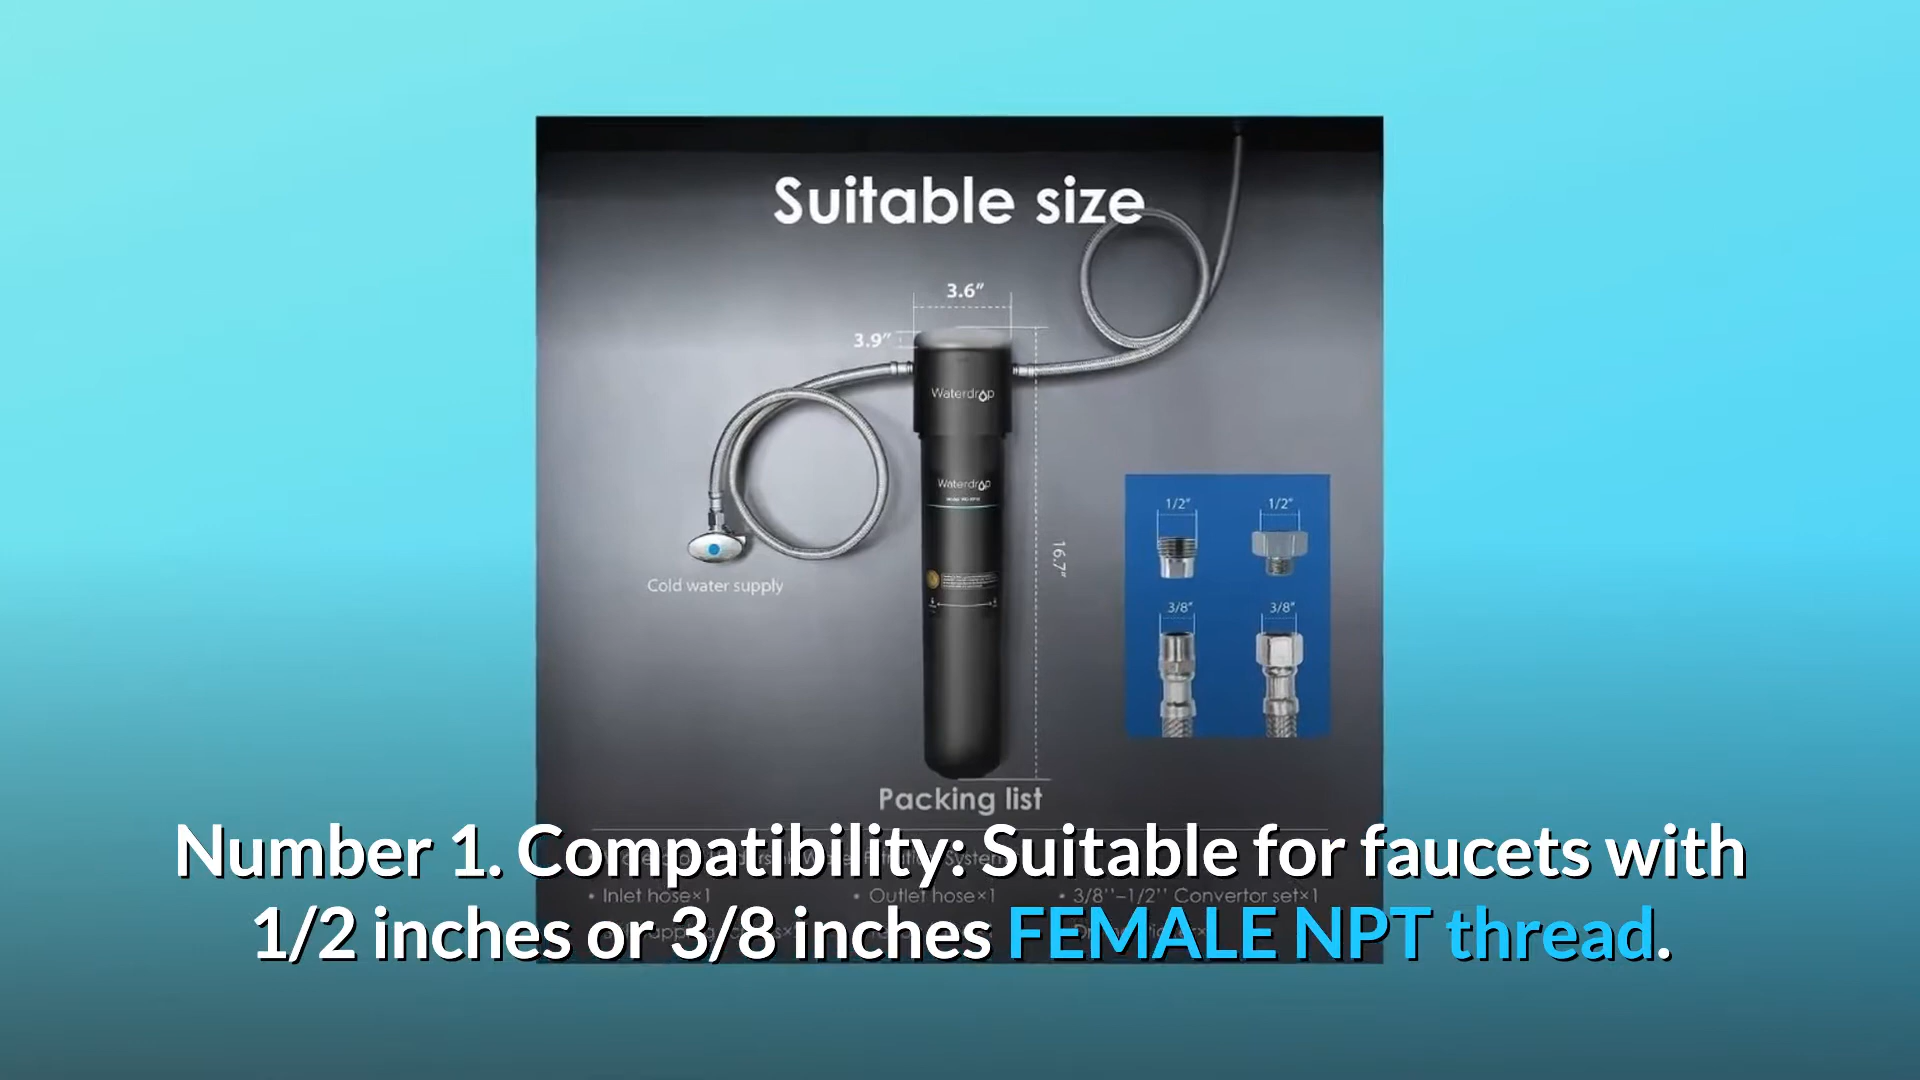 Suitable size
3.6″
3.9″
Waterdrop
Waterdrop
16.7″
Cold water supply
1/2″ 1/2″
3/8″ 3/8″
Packing list
Number 1. Compatibility: Suitable for faucets with
• Inlet hose×1 • Outlet hose×1 • 3/8''-1/2'' Convertor set×1
1/2 inches or 3/8 inches FEMALE NPT thread.